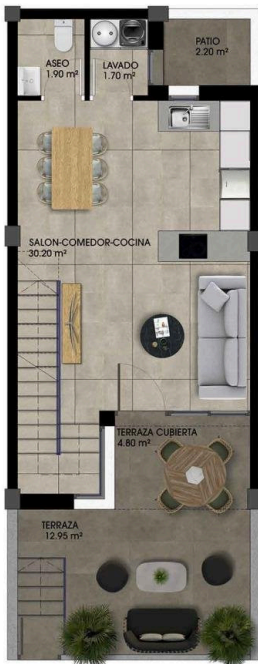 PATIO
2.20 m²
ASEO
1.90 m²
LAVADO
1.70 m²
SALON-COMEDOR-COCINA
30.20 m²
TERRAZA CUBIERTA
4.80 m²
TERRAZA
12.95 m²